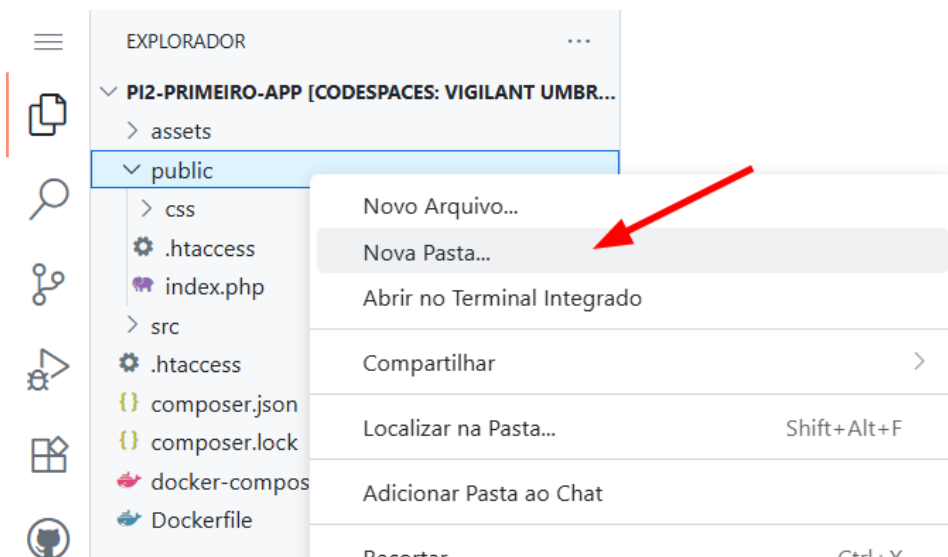 EXPLORADOR
PI2-PRIMEIRO-APP [CODESPACES: VIGILANT UMBR...
assets
public
css
.htaccess
index.php
src
.htaccess
composer.json
composer.lock
docker-compos
Dockerfile
Novo Arquivo...
Nova Pasta...
Abrir no Terminal Integrado
Compartilhar
Localizar na Pasta... Shift+Alt+F
Adicionar Pasta ao Chat
Recortar Ctrl+X